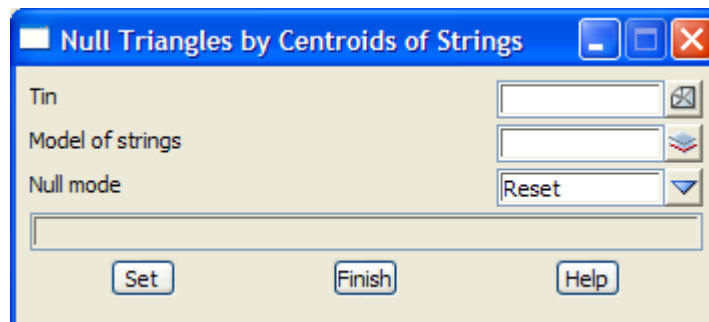 Null Triangles by Centroids of Strings
Tin
Model of strings
Null mode Reset
Set Finish Help